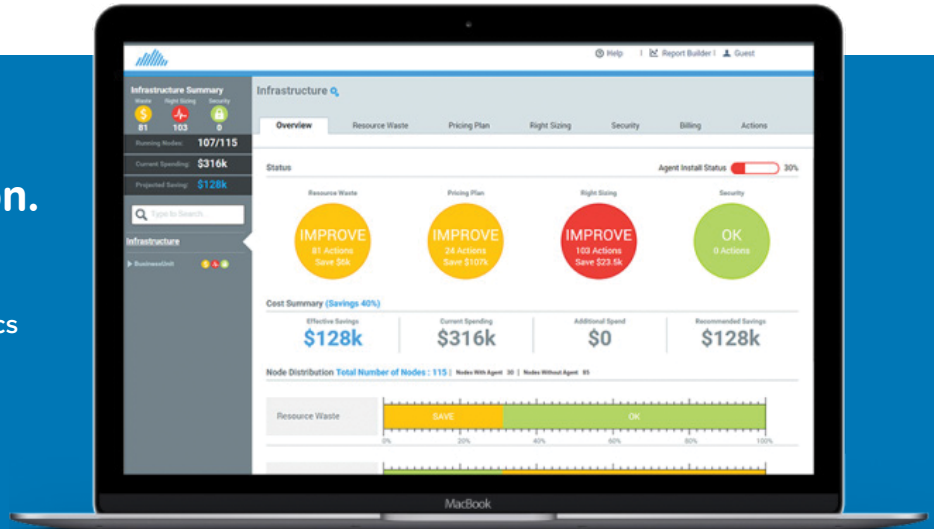 Help | Report Builder | Guest
Infrastructure Summary
Waste Right Sizing Security
81 103 0
Running Nodes: 107/115
Current Spending: $316k
Projected Saving: $128k
Type to Search
Infrastructure
BusinessUnit
Infrastructure
Overview Resource Waste Pricing Plan Right Sizing Security Billing Actions
Status
Agent Install Status 30%
Resource Waste Pricing Plan Right Sizing Security
IMPROVE IMPROVE IMPROVE OK
81 Actions 24 Actions 103 Actions 0 Actions
Save $6k Save $107k Save $23.5k
Cost Summary (Savings 40%)
Effective Savings Current Spending Additional Spend Recommended Savings
$128k $316k $0 $128k
Node Distribution Total Number of Nodes : 115 | Nodes With Agent 30 | Nodes Without Agent 85
Resource Waste SAVE OK
0% 20% 40% 60% 80% 100%
MacBook
on.
cs